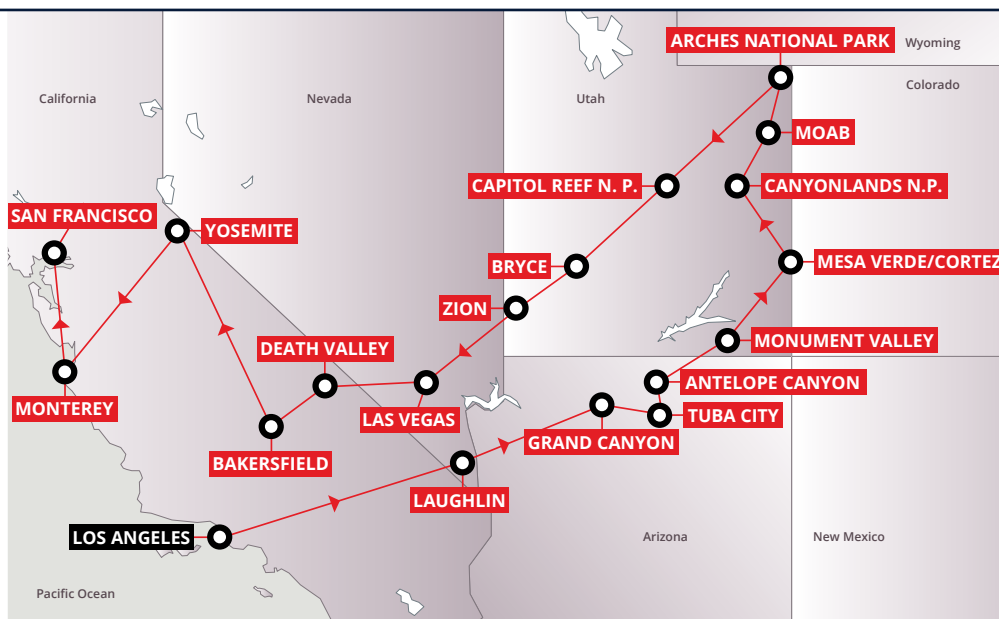 ARCHES NATIONAL PARK
Wyoming
California
Nevada
Utah
Colorado
MOAB
CAPITOL REEF N. P.
CANYONLANDS N.P.
SAN FRANCISCO
YOSEMITE
BRYCE
MESA VERDE/CORTEZ
ZION
DEATH VALLEY
MONUMENT VALLEY
ANTELOPE CANYON
MONTEREY
LAS VEGAS
TUBA CITY
GRAND CANYON
BAKERSFIELD
LAUGHLIN
LOS ANGELES
Arizona
New Mexico
Pacific Ocean